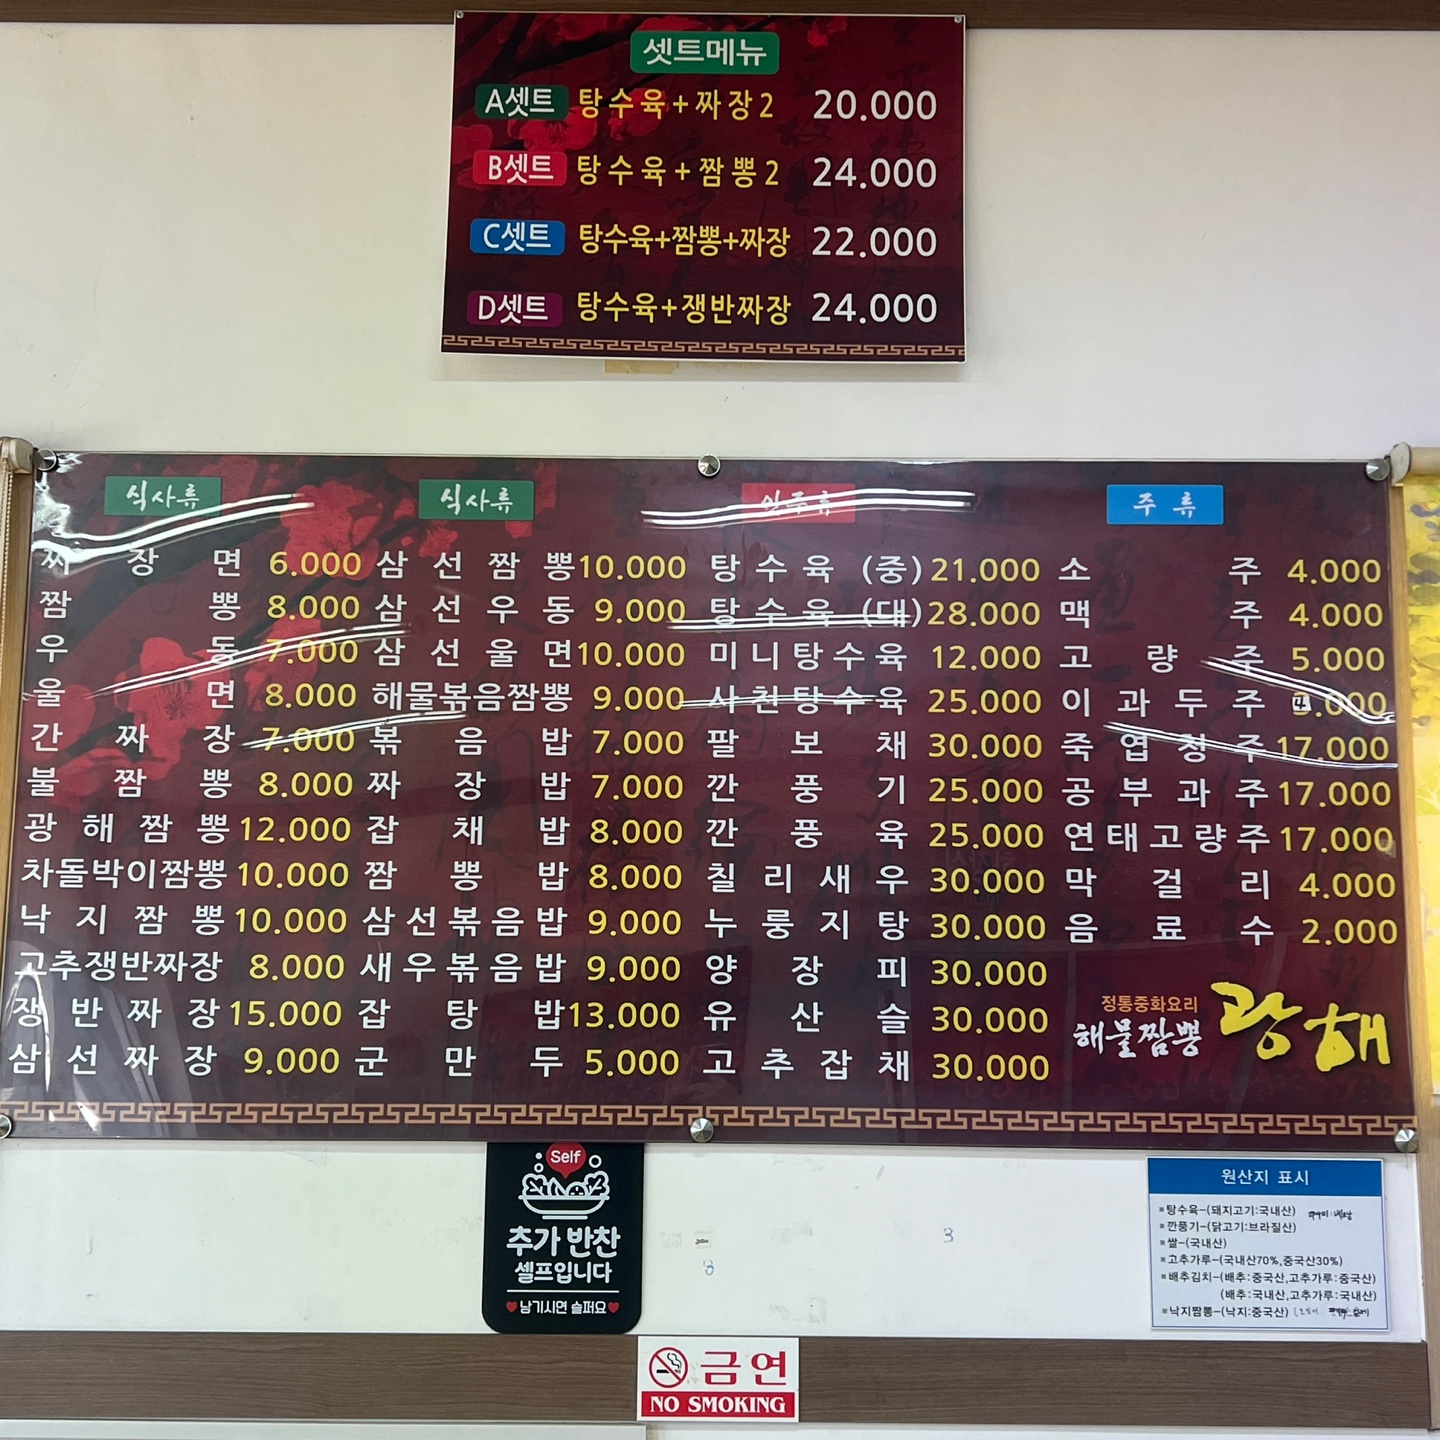 셋트메뉴
A셋트 탕수육+짜장2 20.000
B셋트 탕수육+짬뽕2 24.000
C셋트 탕수육+짬뽕+짜장 22.000
D셋트 탕수육+쟁반짜장 24.000
식사류
짜장면 6.000
짬뽕 8.000
우동 7.000
울면 8.000
간짜장 7.000
불짬뽕 8.000
광해짬뽕 12.000
차돌박이짬뽕 10.000
낙지짬뽕 10.000
고추쟁반짜장 8.000
쟁반짜장 15.000
삼선짜장 9.000
식사류
삼선짬뽕 10.000
삼선우동 9.000
삼선울면 10.000
해물볶음짬뽕 9.000
볶음밥 7.000
짜장밥 7.000
잡채밥 8.000
짬뽕밥 8.000
삼선볶음밥 9.000
새우볶음밥 9.000
잡탕밥 13.000
군만두 5.000
안주류
탕수육 (중) 21.000
탕수육 (대) 28.000
미니탕수육 12.000
사천탕수육 25.000
팔보채 30.000
깐풍기 25.000
깐풍육 25.000
칠리새우 30.000
누룽지탕 30.000
양장피 30.000
유산슬 30.000
고추잡채 30.000
주류
소주 4.000
맥주 4.000
고량주 5.000
이과두주 4.000
죽엽청주 17.000
공부과주 17.000
연태고량주 17.000
막걸리 4.000
음료수 2.000
정통중화요리
해물짬뽕 광해
Self
추가 반찬
셀프입니다
남기시면 슬퍼요
원산지 표시
*탕수육-(돼지고기:국내산)
*깐풍기-(닭고기:브라질산)
*쌀-(국내산)
*고추가루-(국내산70%,중국산30%)
*배추김치-(배추:중국산,고추가루:중국산)
(배추:국내산,고추가루:국내산)
*낙지짬뽕-(낙지:중국산)
3
8
금연
NO SMOKING